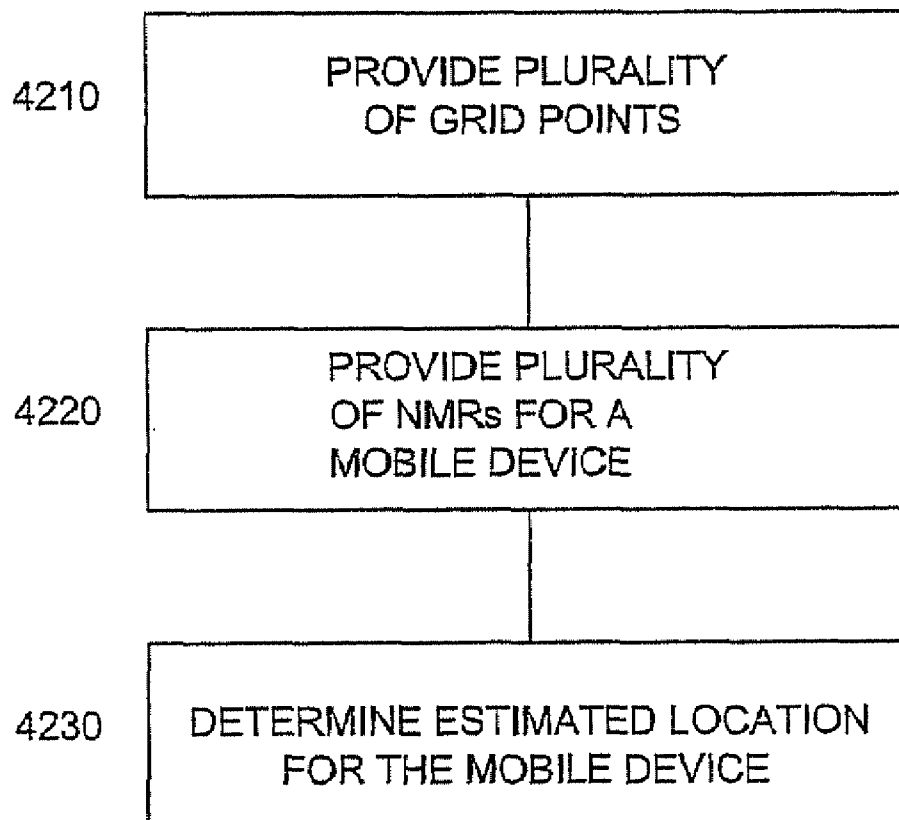 4210
PROVIDE PLURALITY
OF GRID POINTS
4220
PROVIDE PLURALITY
OF NMRs FOR A
MOBILE DEVICE
4230
DETERMINE ESTIMATED LOCATION
FOR THE MOBILE DEVICE